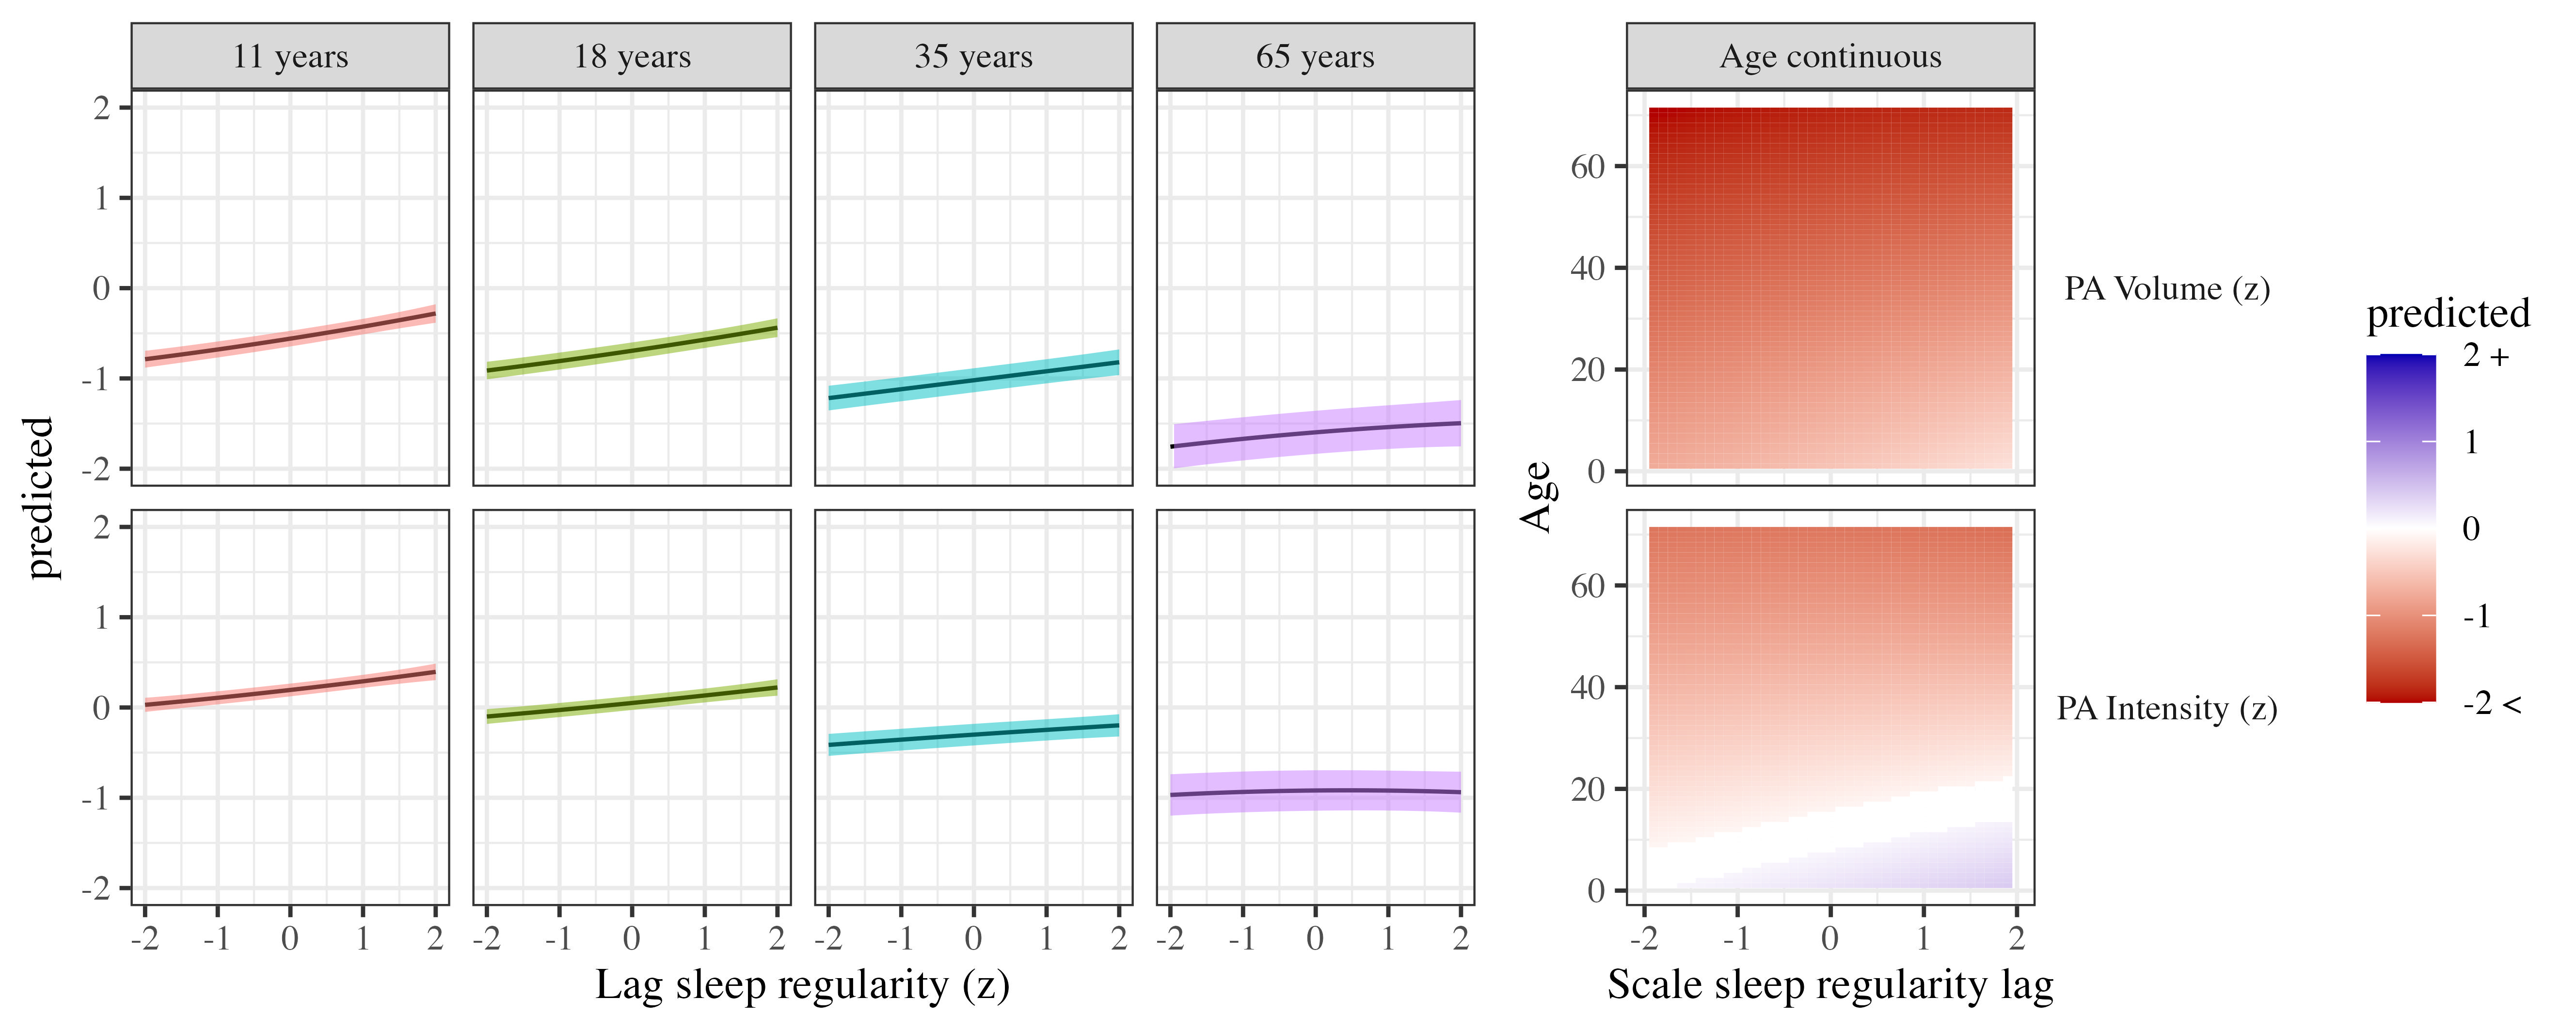 11 years
18 years
35 years
65 years
Age continuous
2
1
0
-1
-2
60
40
20
0
PA Volume (z)
predicted
Age
2
1
0
-1
-2
60
40
20
0
PA Intensity (z)
predicted
2 +
1
0
-1
-2 <
-2 -1 0 1 2
-2 -1 0 1 2
-2 -1 0 1 2
-2 -1 0 1 2
-2 -1 0 1 2
Lag sleep regularity (z)
Scale sleep regularity lag